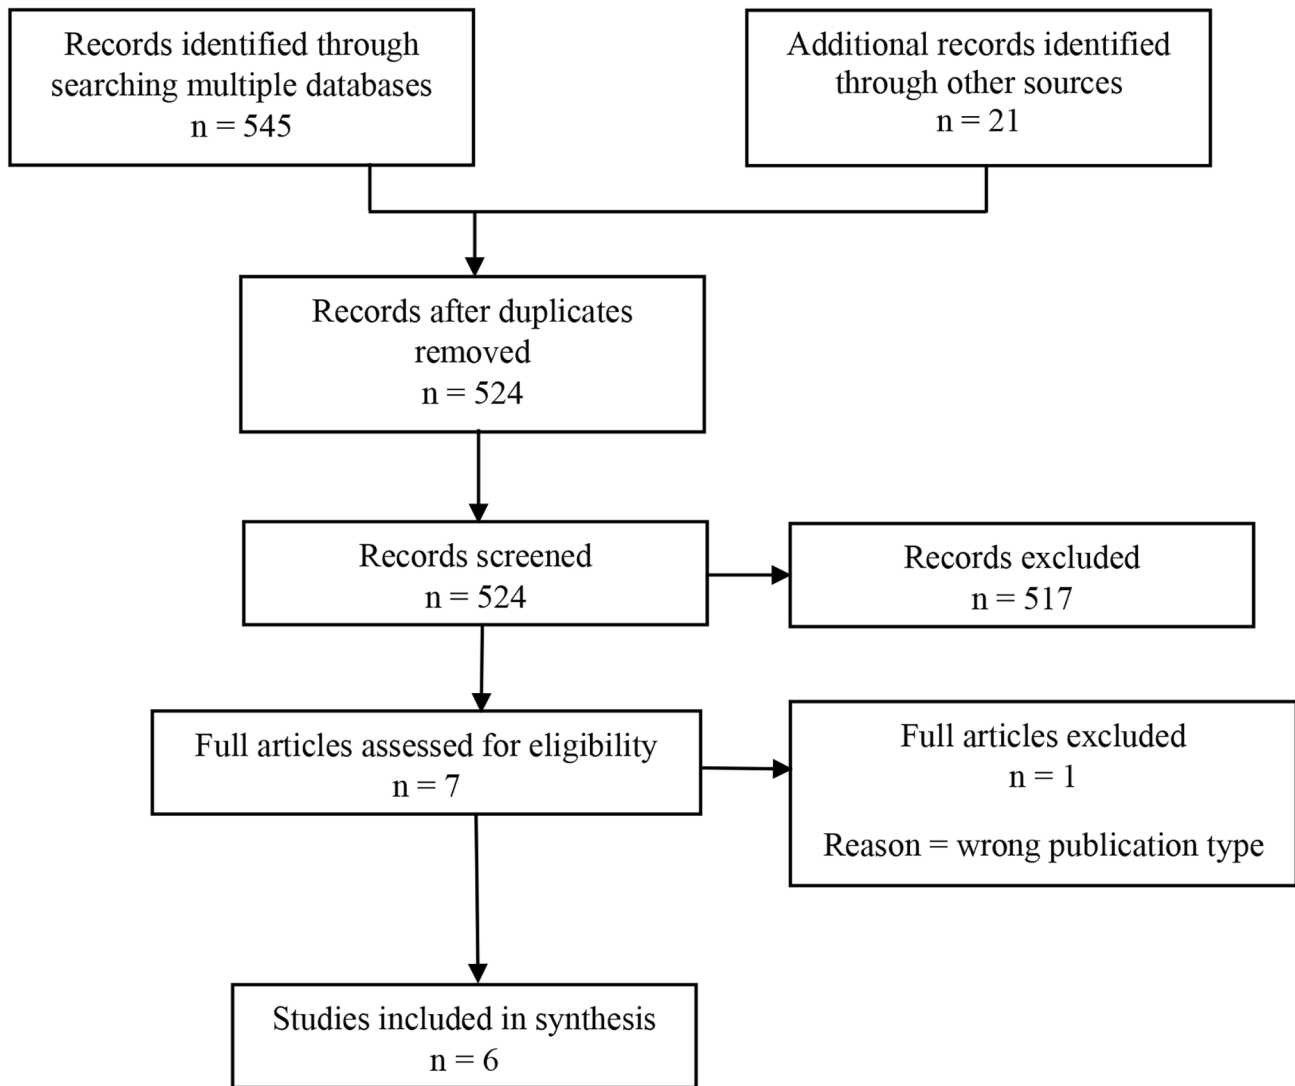 Records identified through
searching multiple databases
n = 545
Additional records identified
through other sources
n = 21
Records after duplicates
removed
n = 524
Records screened
n = 524
Records excluded
n = 517
Full articles assessed for eligibility
n = 7
Full articles excluded
n = 1
Reason = wrong publication type
Studies included in synthesis
n = 6